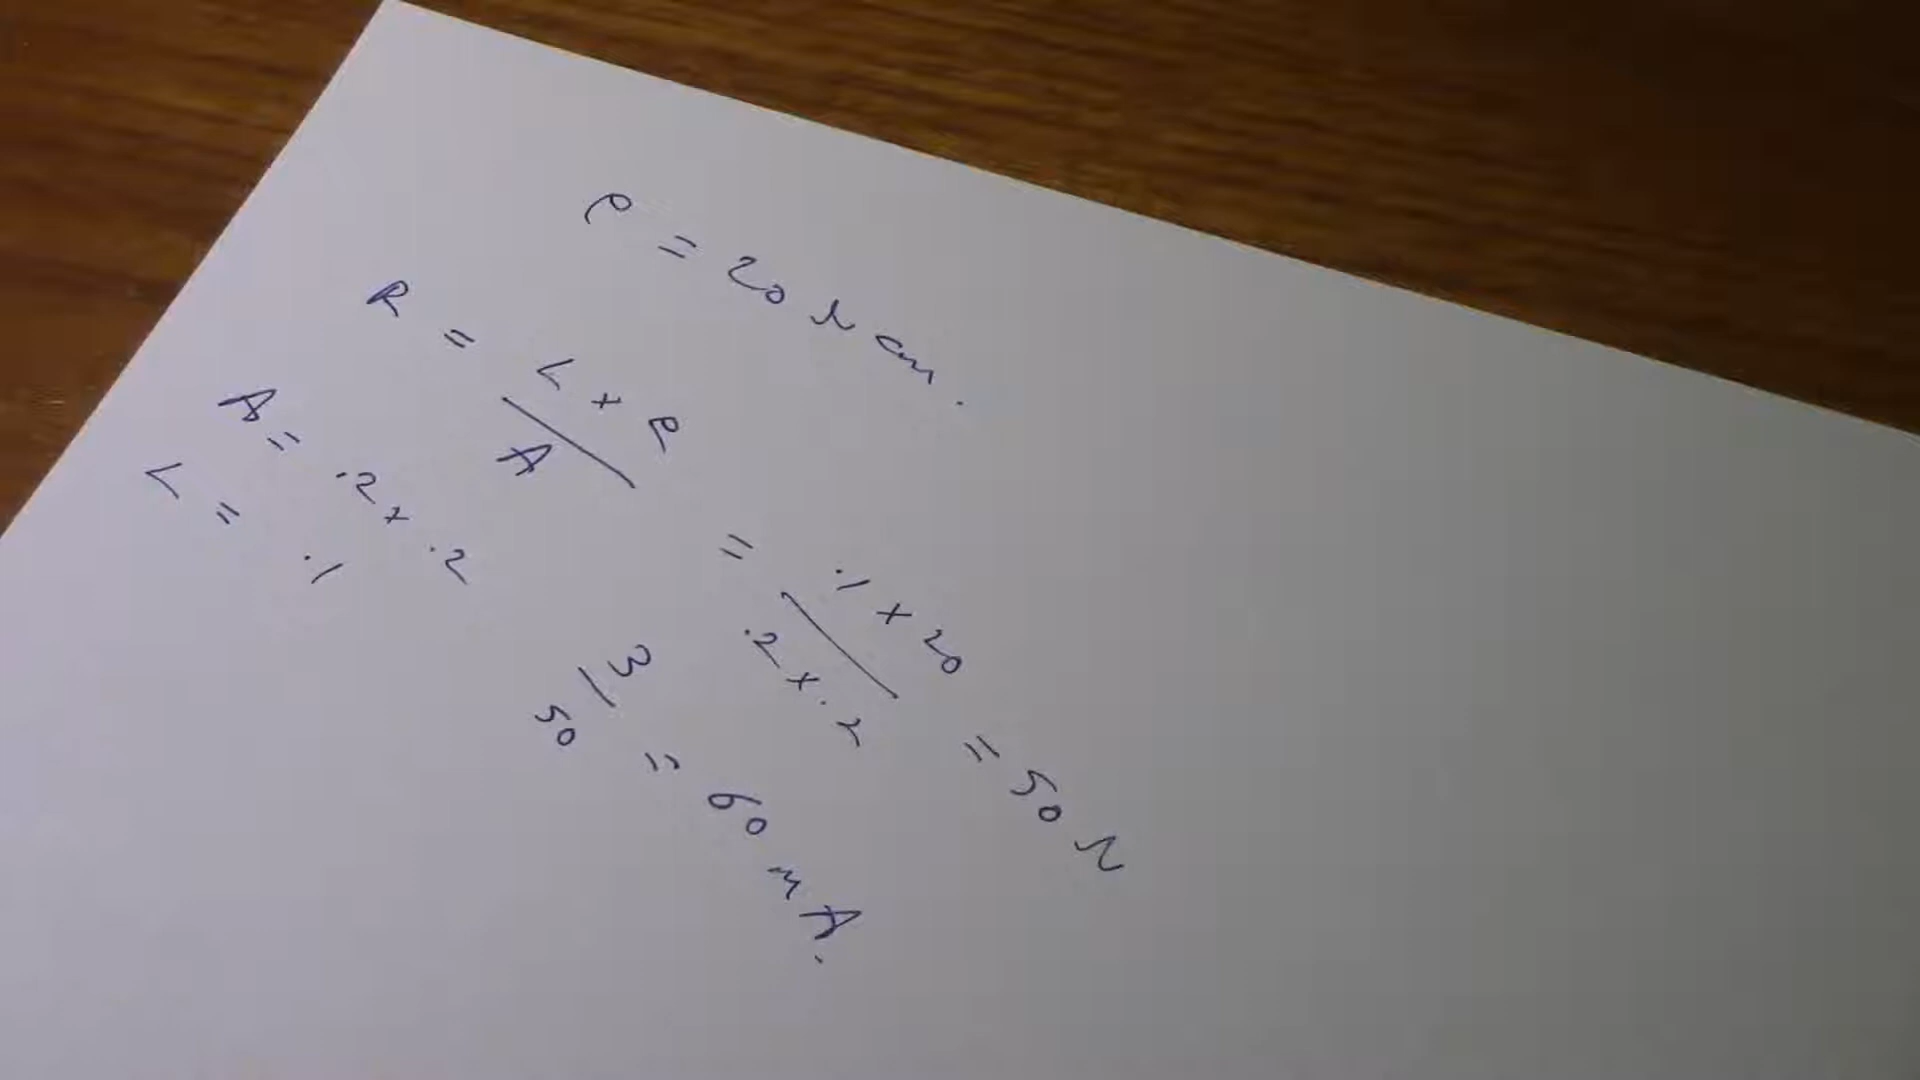 ρ = 20 Ω cm.
R = L × ρ / A = .1 × 20 / .2 × .2 = 50 Ω
A = .2 × .2
L = .1
3 / 50 = 60 mA.